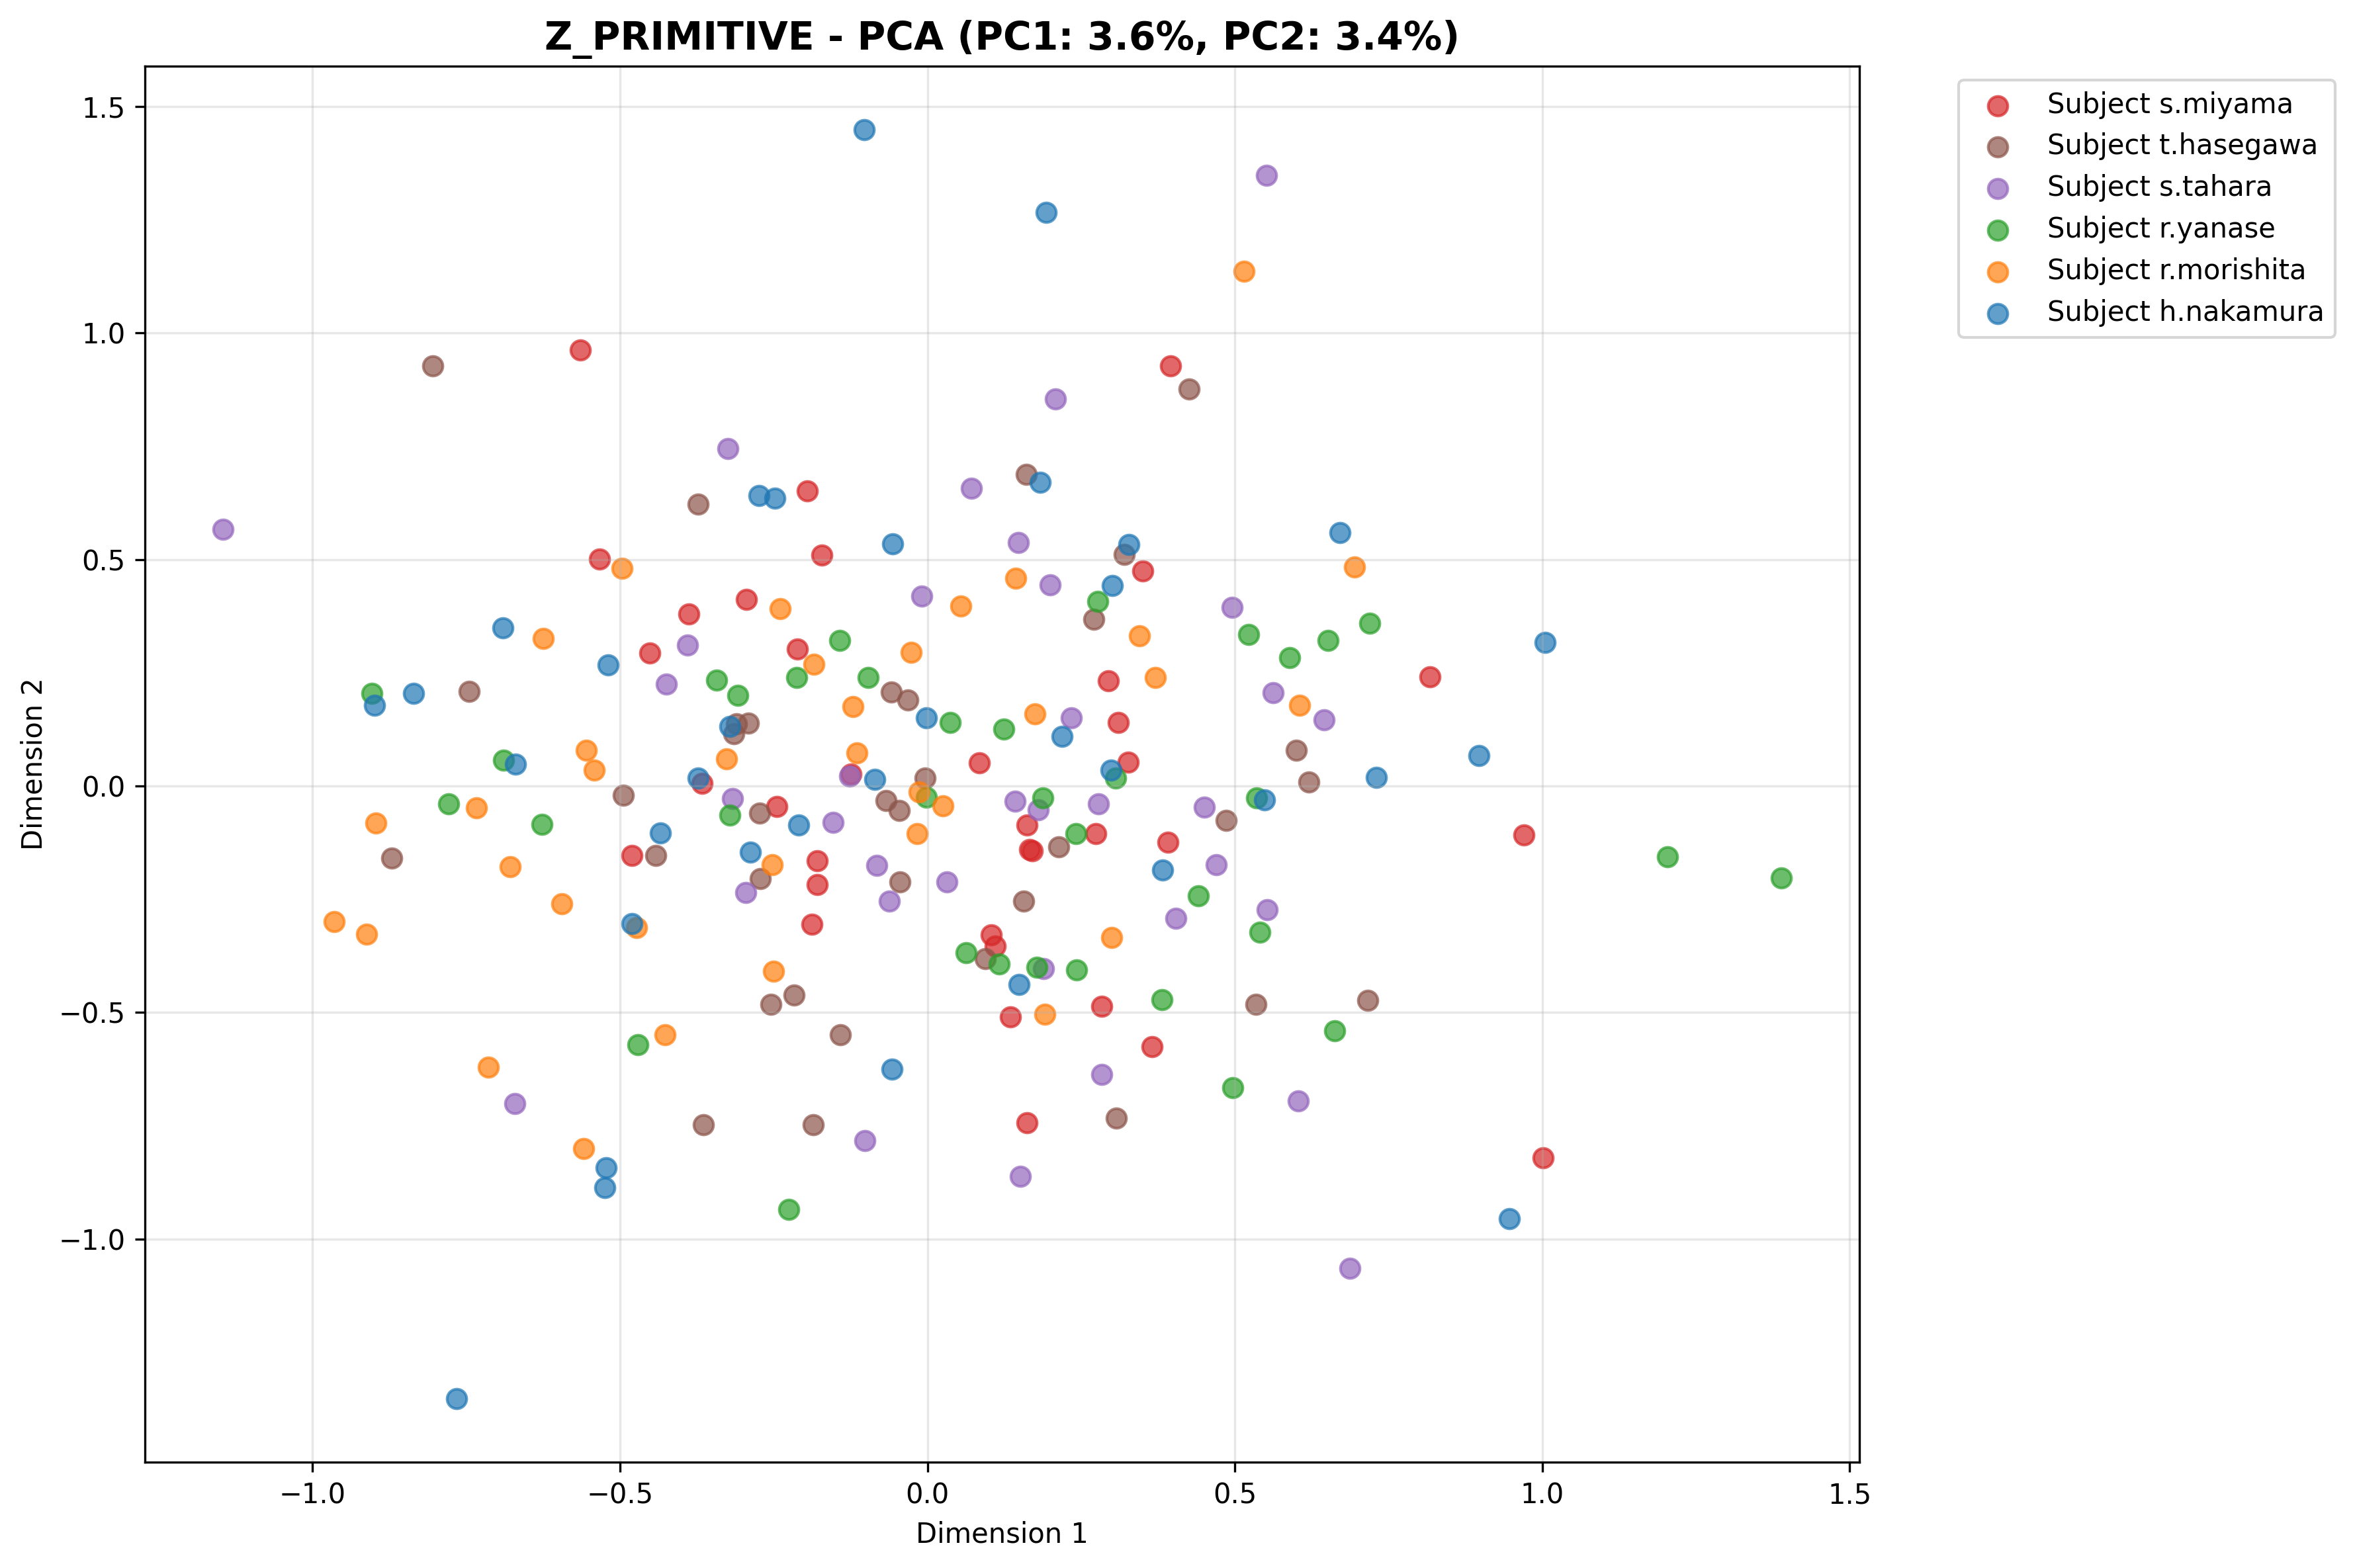 Z_PRIMITIVE - PCA (PC1: 3.6%, PC2: 3.4%)
Subject s.miyama
Subject t.hasegawa
Subject s.tahara
Subject r.yanase
Subject r.morishita
Subject h.nakamura
Dimension 2
1.5
1.0
0.5
0.0
−0.5
−1.0
−1.0
−0.5
0.0
0.5
1.0
1.5
Dimension 1